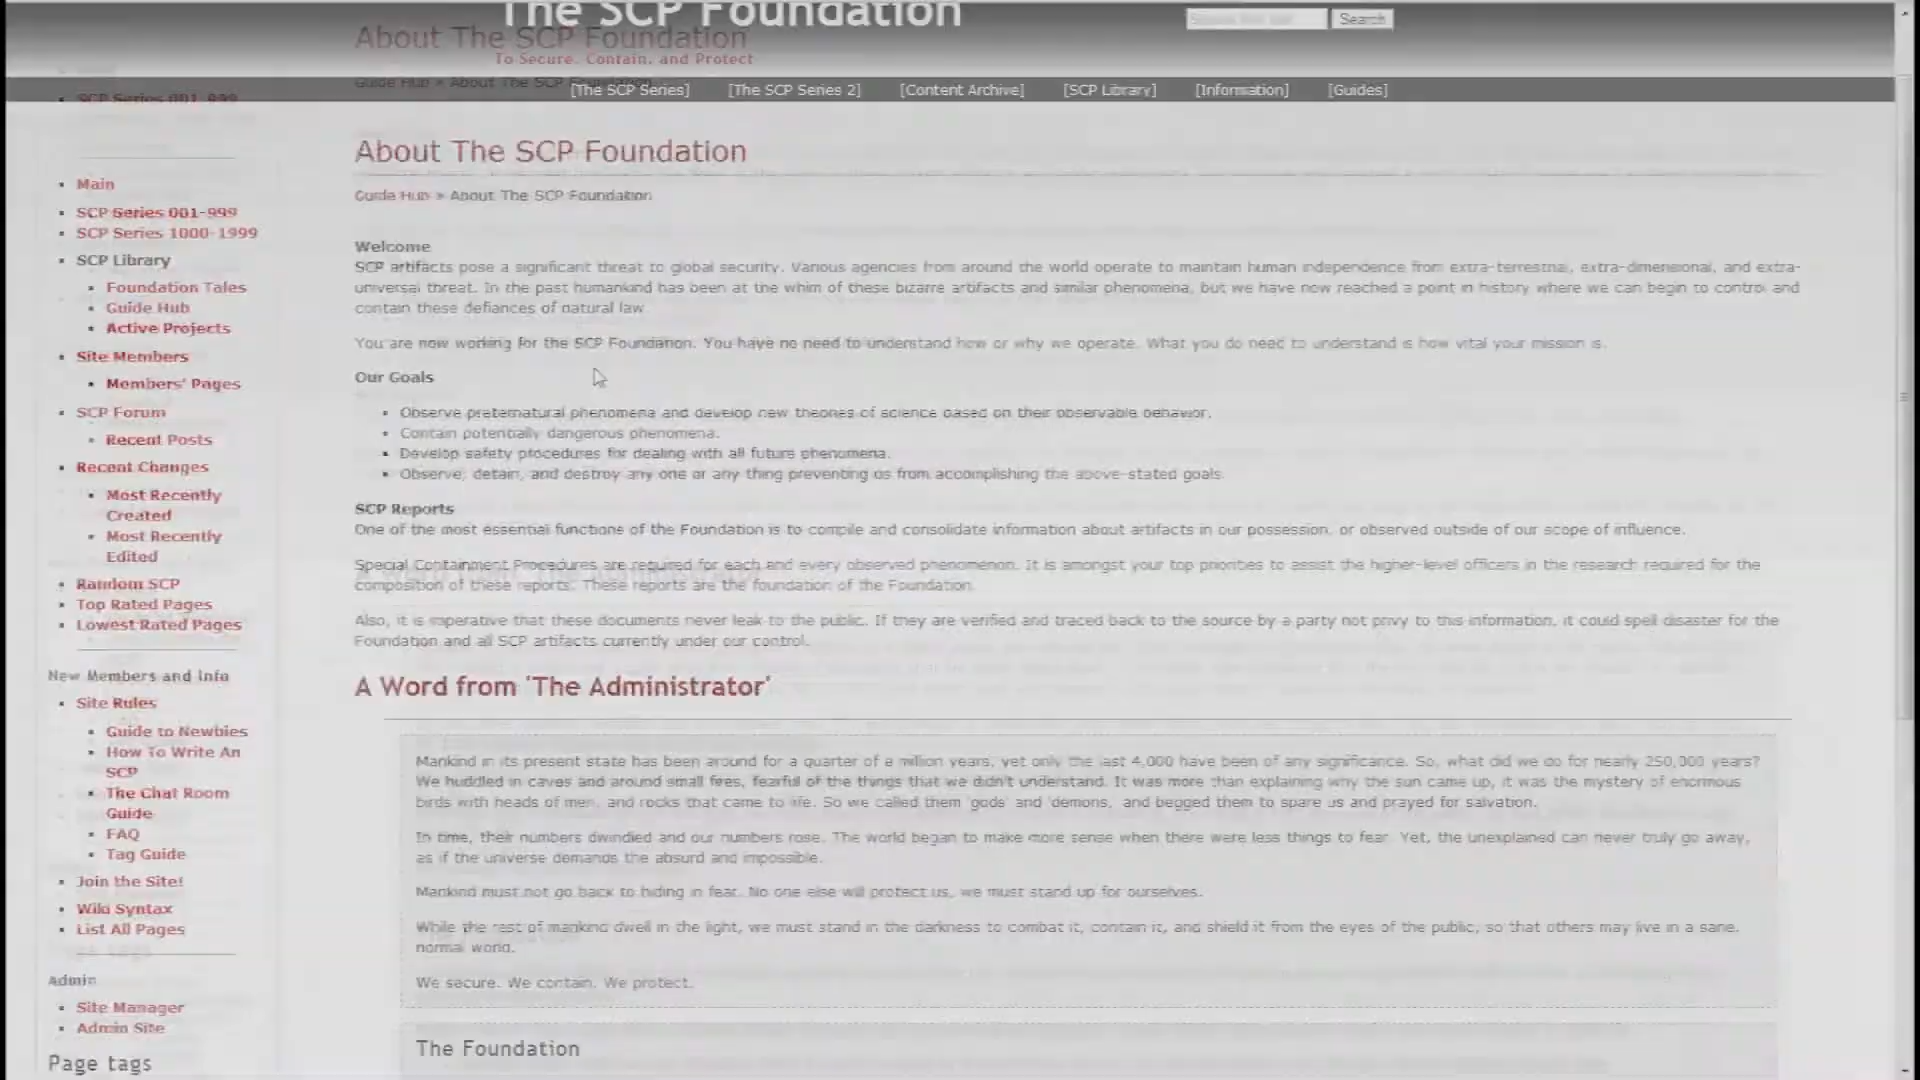 The SCP Foundation
Search
About The SCP Foundation
To Secure, Contain, and Protect
Guide Hub » About The SCP Foundation
[The SCP Series] [The SCP Series 2] [Content Archive] [SCP Library] [Information] [Guides]
SCP Series 001-999
About The SCP Foundation
Guide Hub » About The SCP Foundation
Main
SCP Series 001-999
SCP Series 1000-1999
SCP Library
Foundation Tales
Guide Hub
Active Projects
Site Members
Members' Pages
SCP Forum
Recent Posts
Recent Changes
Most Recently
Created
Most Recently
Edited
Random SCP
Top Rated Pages
Lowest Rated Pages
New Members and Info
Site Rules
Guide to Newbies
How To Write An
SCP
The Chat Room
Guide
FAQ
Tag Guide
Join the Site!
Wiki Syntax
List All Pages
Admin
Site Manager
Admin Site
Page tags
Welcome
SCP artifacts pose a significant threat to global security. Various agencies from around the world operate to maintain human independence from extra-terrestrial, extra-dimensional, and extra-
universal threat. In the past humankind has been at the whim of these bizarre artifacts and similar phenomena, but we have now reached a point in history where we can begin to control and
contain these defiances of natural law.
You are now working for the SCP Foundation. You have no need to understand how or why we operate. What you do need to understand is how vital your mission is.
Our Goals
Observe preternatural phenomena and develop new theories of science based on their observable behavior.
Contain potentially dangerous phenomena.
Develop safety procedures for dealing with all future phenomena.
Observe, detain, and destroy any one or any thing preventing us from accomplishing the above-stated goals.
SCP Reports
One of the most essential functions of the Foundation is to compile and consolidate information about artifacts in our possession, or observed outside of our scope of influence.
Special Containment Procedures are required for each and every observed phenomenon. It is amongst your top priorities to assist the higher-level officers in the research required for the
composition of these reports. These reports are the foundation of the Foundation.
Also, it is imperative that these documents never leak to the public. If they are verified and traced back to the source by a party not privy to this information, it could spell disaster for the
Foundation and all SCP artifacts currently under our control.
A Word from 'The Administrator'
Mankind in its present state has been around for a quarter of a million years, yet only the last 4,000 have been of any significance. So, what did we do for nearly 250,000 years?
We huddled in caves and around small fires, fearful of the things that we didn't understand. It was more than explaining why the sun came up, it was the mystery of enormous
birds with heads of men, and rocks that came to life. So we called them 'gods' and 'demons', and begged them to spare us and prayed for salvation.
In time, their numbers dwindled and our numbers rose. The world began to make more sense when there were less things to fear. Yet, the unexplained can never truly go away,
as if the universe demands the absurd and impossible.
Mankind must not go back to hiding in fear. No one else will protect us, we must stand up for ourselves.
While the rest of mankind dwell in the light, we must stand in the darkness to combat it, contain it, and shield it from the eyes of the public, so that others may live in a sane,
normal world.
We secure. We contain. We protect.
The Foundation